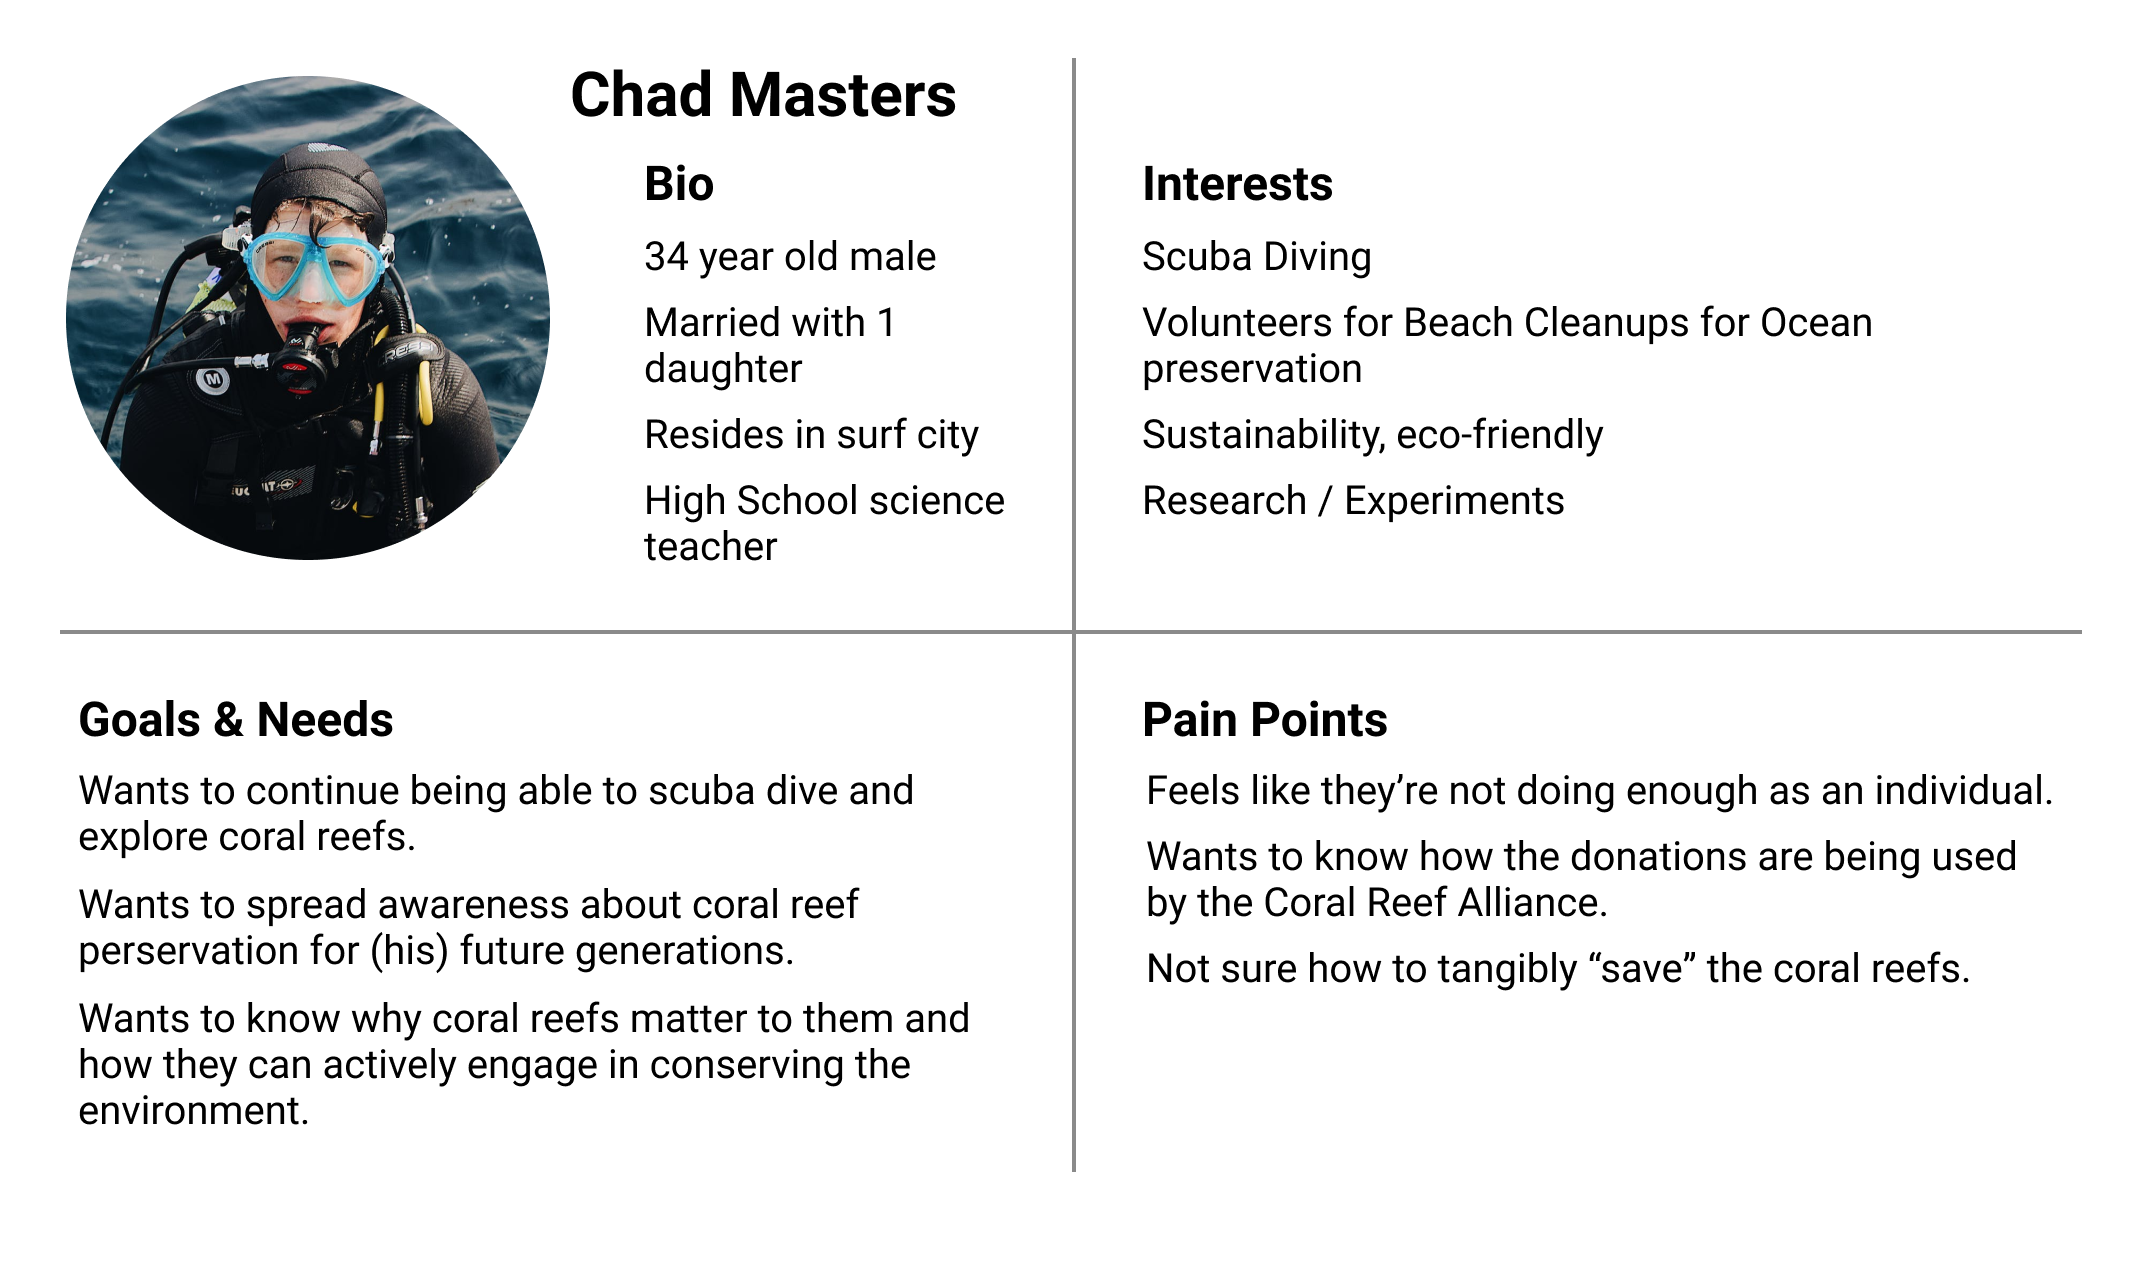 Chad Masters
Bio
34 year old male
Married with 1
daughter
Resides in surf city
High School science
teacher
Interests
Scuba Diving
Volunteers for Beach Cleanups for Ocean
preservation
Sustainability, eco-friendly
Research / Experiments
Goals & Needs
Wants to continue being able to scuba dive and
explore coral reefs.
Wants to spread awareness about coral reef
perservation for (his) future generations.
Wants to know why coral reefs matter to them and
how they can actively engage in conserving the
environment.
Pain Points
Feels like they’re not doing enough as an individual.
Wants to know how the donations are being used
by the Coral Reef Alliance.
Not sure how to tangibly “save” the coral reefs.
M